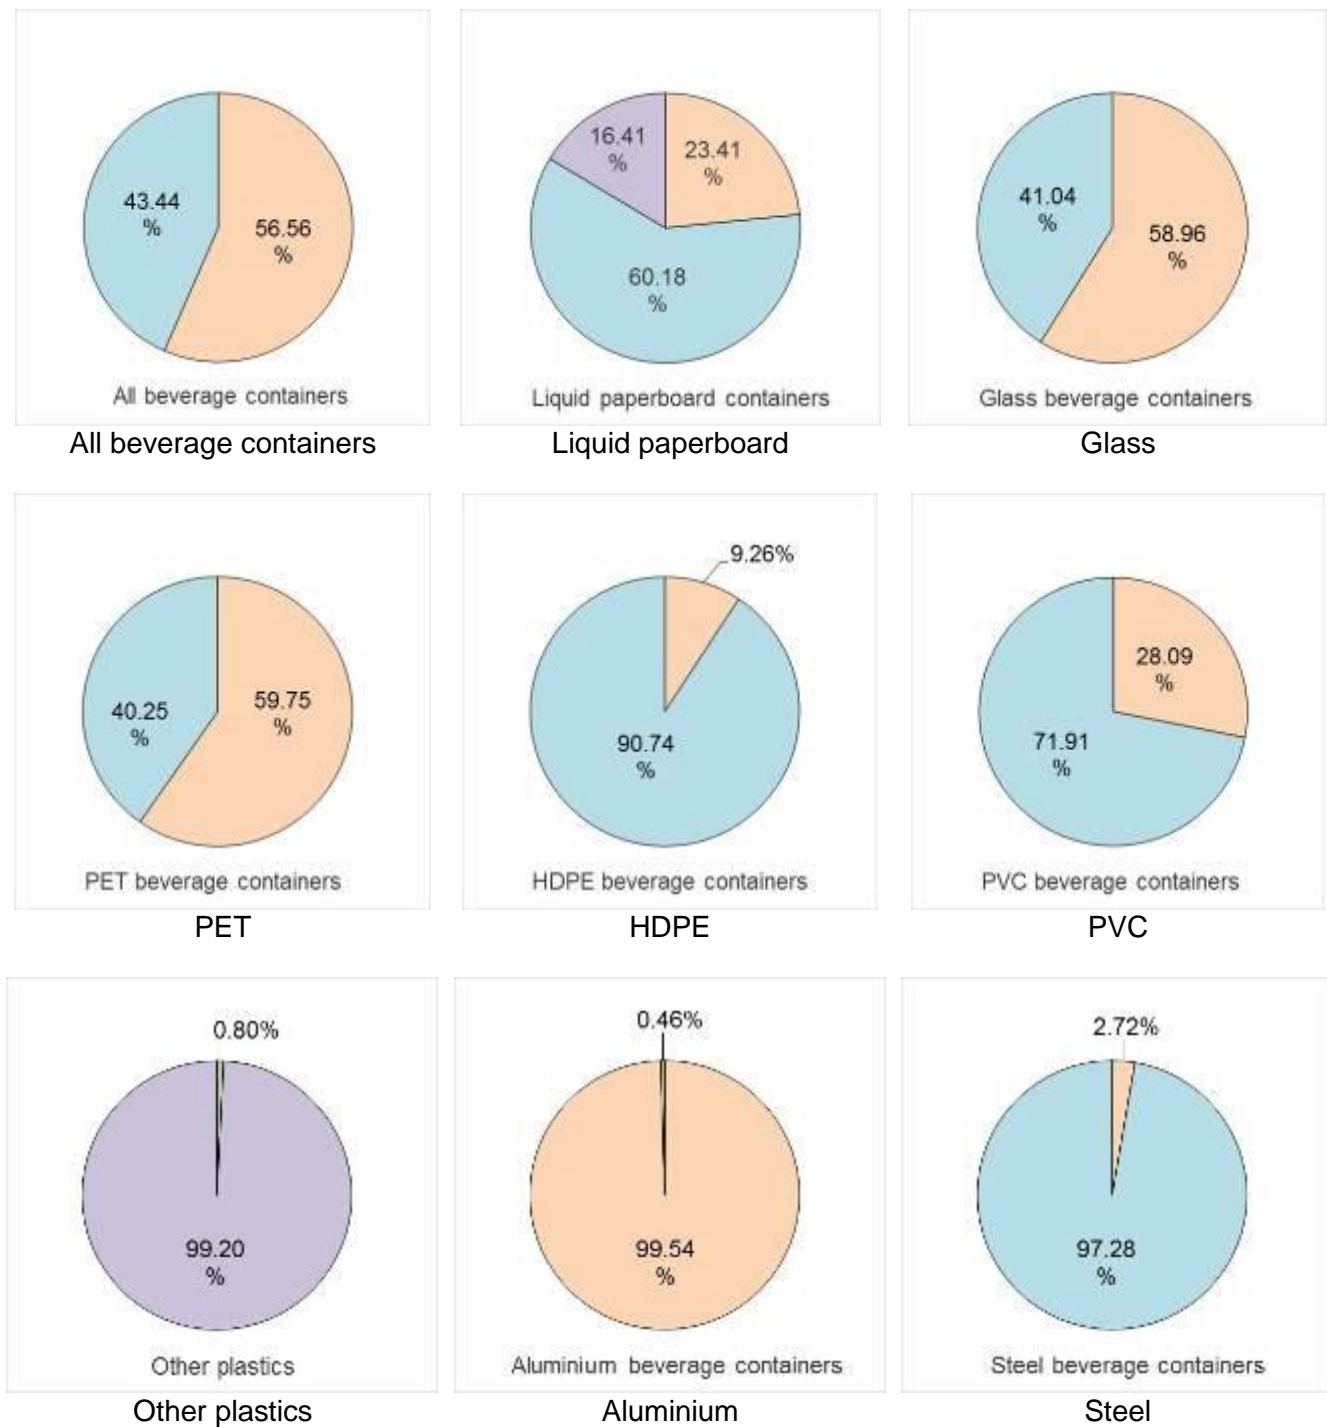 43.44
%
56.56
%
All beverage containers
All beverage containers
16.41
%
23.41
%
60.18
%
Liquid paperboard containers
Liquid paperboard
41.04
%
58.96
%
Glass beverage containers
Glass
40.25
%
59.75
%
PET beverage containers
PET
9.26%
90.74
%
HDPE beverage containers
HDPE
28.09
%
71.91
%
PVC beverage containers
PVC
0.80%
99.20
%
Other plastics
Other plastics
0.46%
99.54
%
Aluminium beverage containers
Aluminium
2.72%
97.28
%
Steel beverage containers
Steel